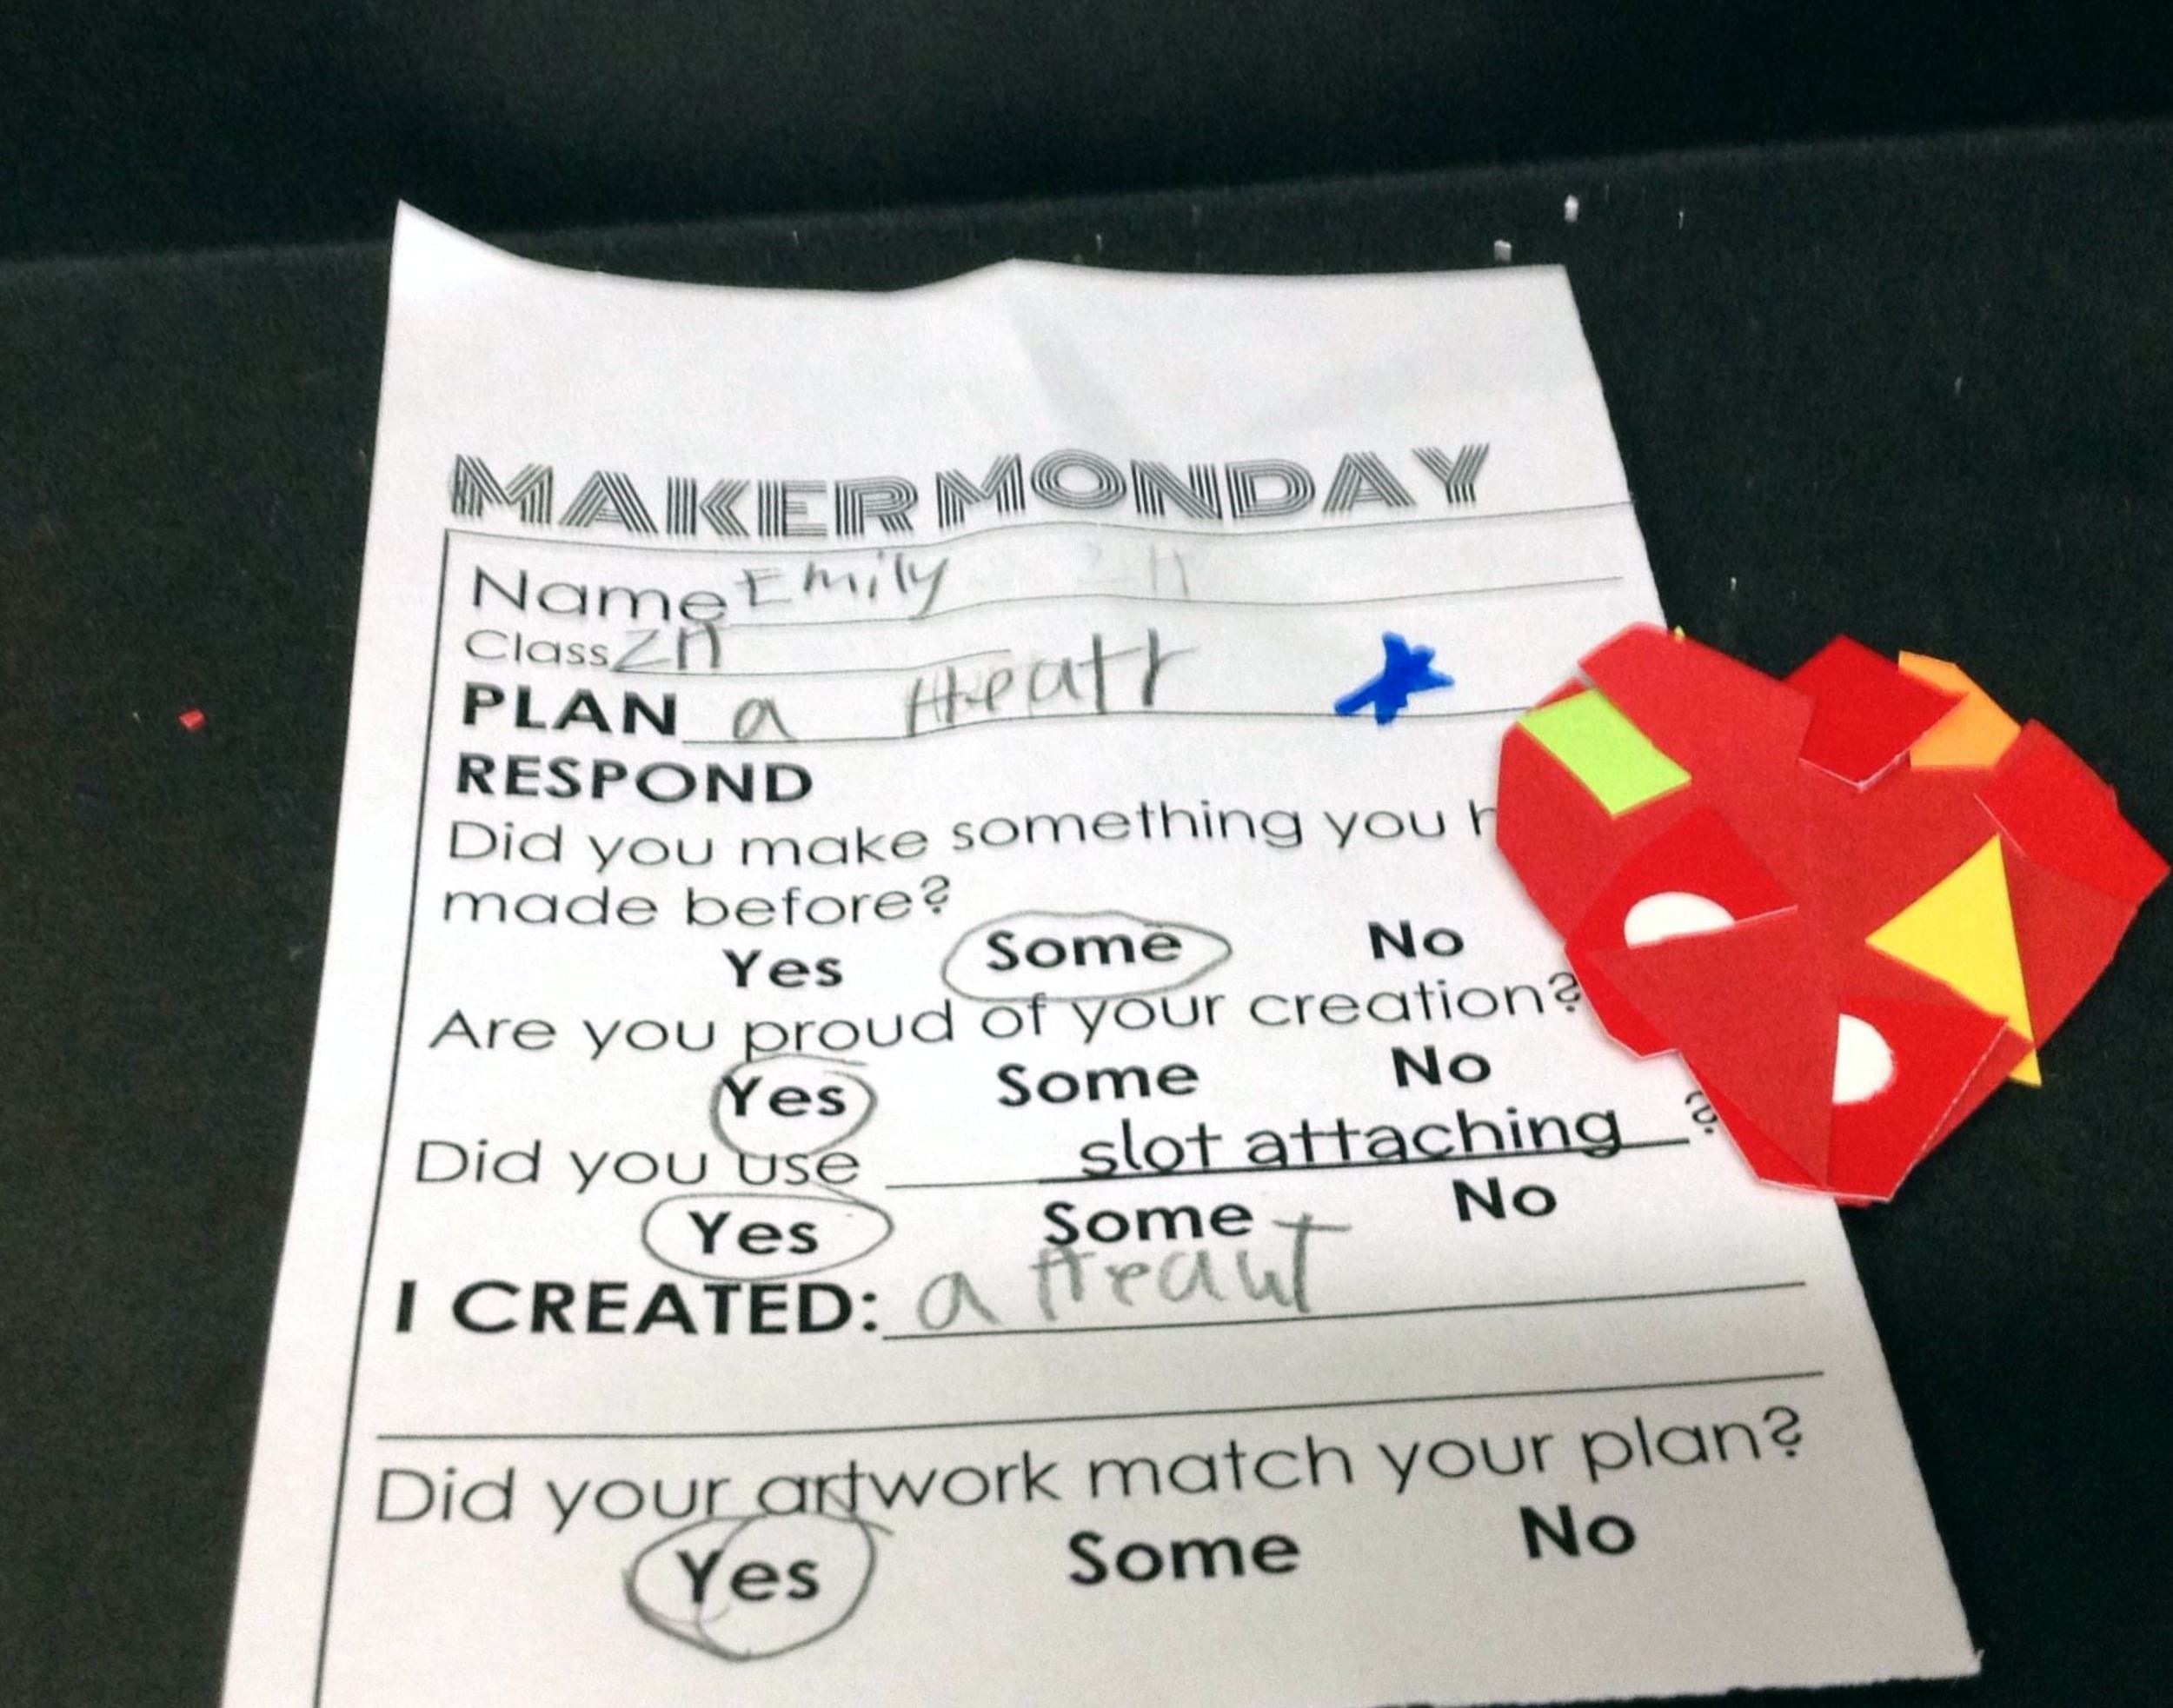 MAKER MONDAY
Name Emily
Class 2H
PLAN a Heart
RESPOND
Did you make something you h
made before?
Yes Some No
Are you proud of your creation?
Yes Some No
Did you use slot attaching ?
Yes Some No
I CREATED: a Heart
Did your artwork match your plan?
Yes Some No